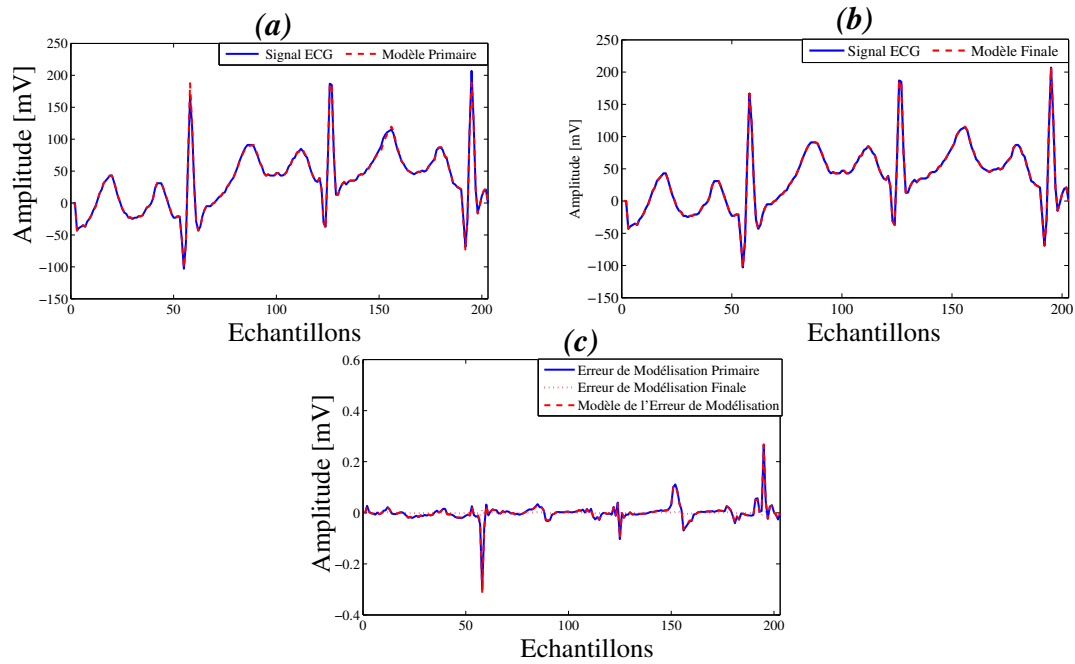 (a)
Signal ECG Modèle Primaire
250
200
150
100
50
0
−50
−100
−150
0 50 100 150 200
Amplitude [mV]
Echantillons
(b)
Signal ECG Modèle Finale
250
200
150
100
50
0
−50
−100
−150
0 50 100 150 200
Amplitude [mV]
Echantillons
(c)
Erreur de Modélisation Primaire
Erreur de Modélisation Finale
Modèle de l'Erreur de Modélisation
0.6
0.4
0.2
0
−0.2
−0.4
0 50 100 150 200
Amplitude [mV]
Echantillons